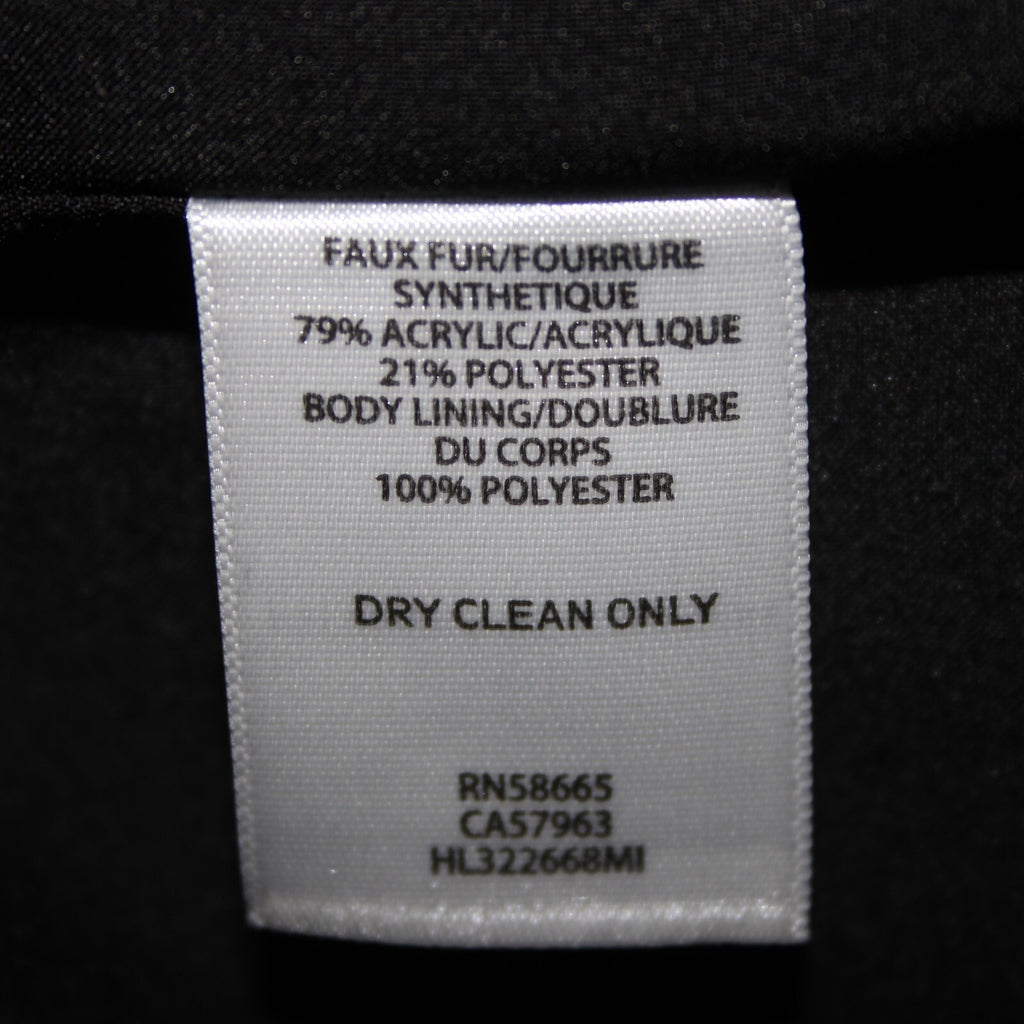 FAUX FUR/FOURRURE
SYNTHETIQUE
79% ACRYLIC/ACRYLIQUE
21% POLYESTER
BODY LINING/DOUBLURE
DU CORPS
100% POLYESTER
DRY CLEAN ONLY
RN58665
CA57963
HL322668MI